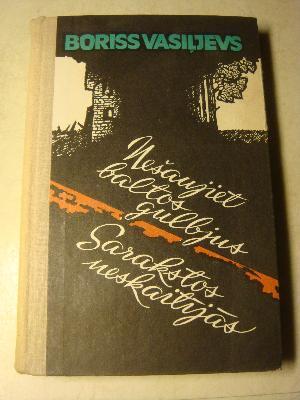 BORISS VASIĻJEVS
Nešaujiet
baltos
gulbjus
Sarakstos
neskaitījās